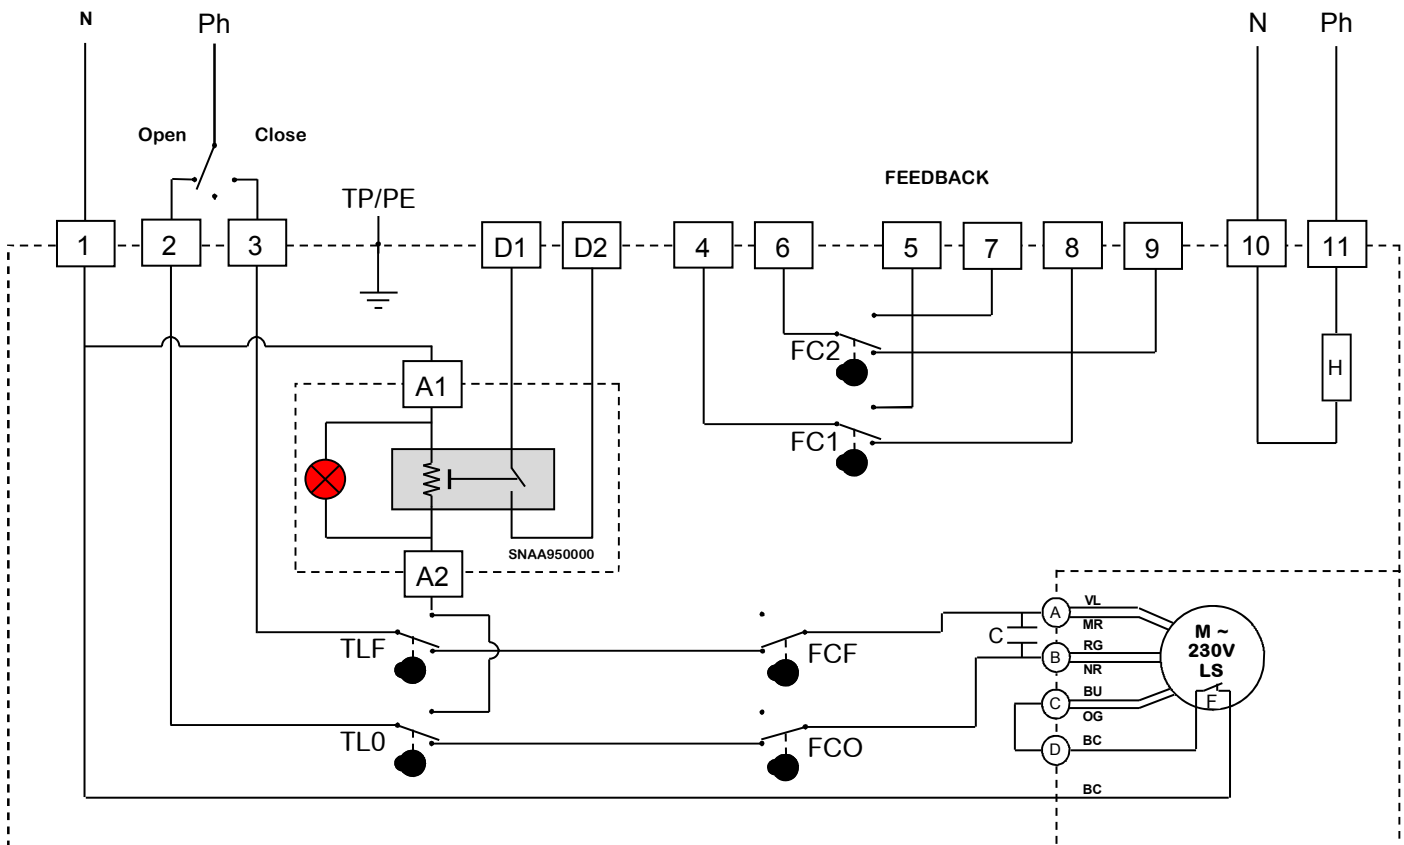 N
Ph
N
Ph
Open
Close
FEEDBACK
TP/PE
1
2
3
D1
D2
4
6
5
7
8
9
10
11
FC2
H
A1
FC1
SNAA950000
A2
TLF
FCF
C
A
VL
MR
B
RG
NR
M ~
230V
LS
F
C
BU
OG
TL0
FCO
D
BC
BC